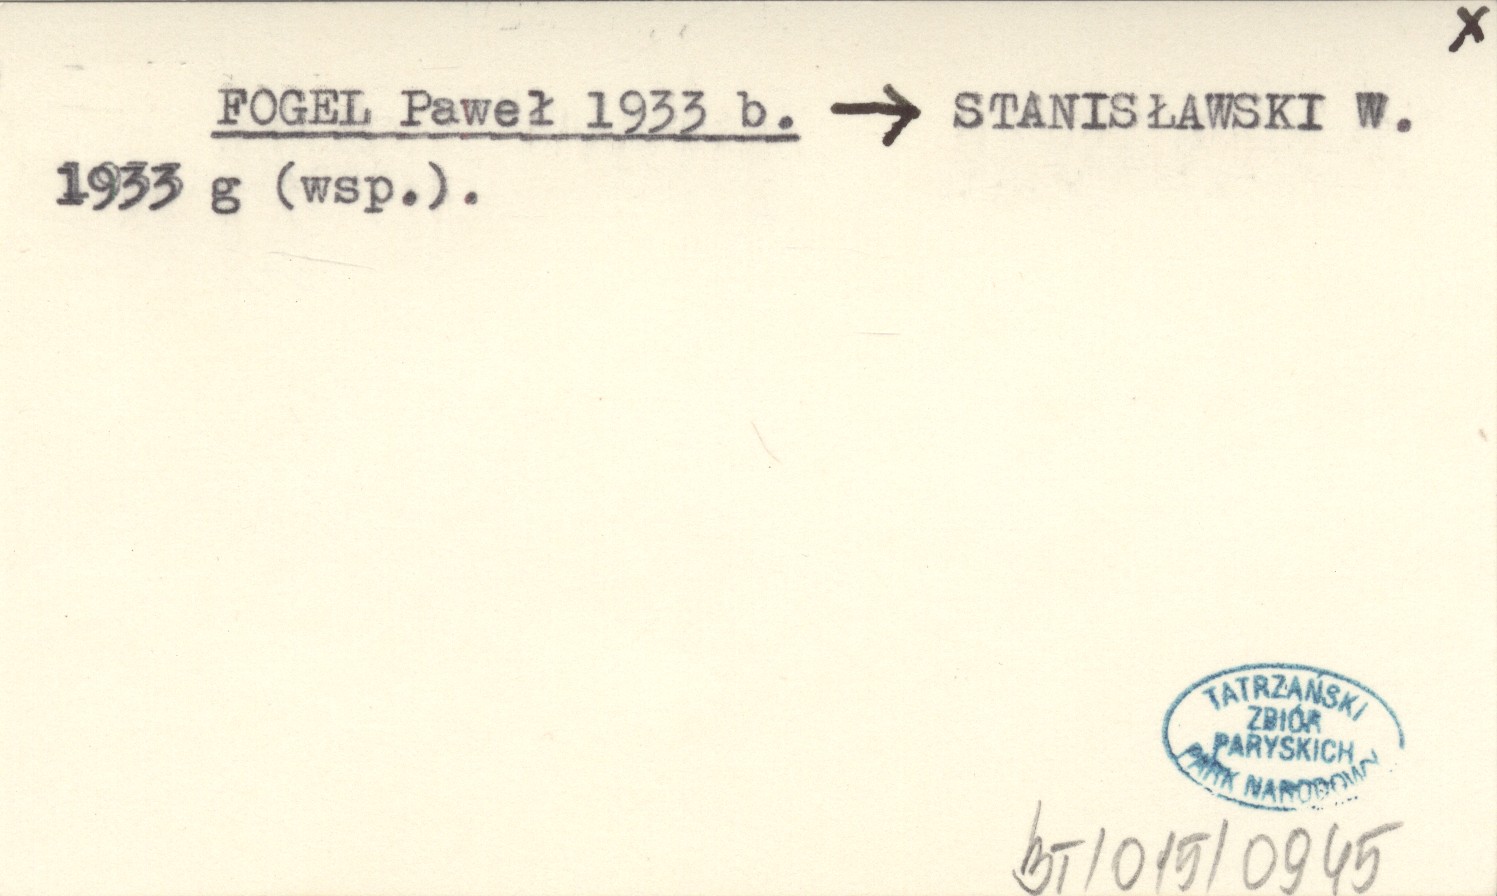 x
FOGEL Paweł 1933 b. → STANISŁAWSKI W.
1933 g (wsp.).
TATRZAŃSKI
ZBIÓR
PARYSKICH
PARK NARODOWY
BT/015/0945